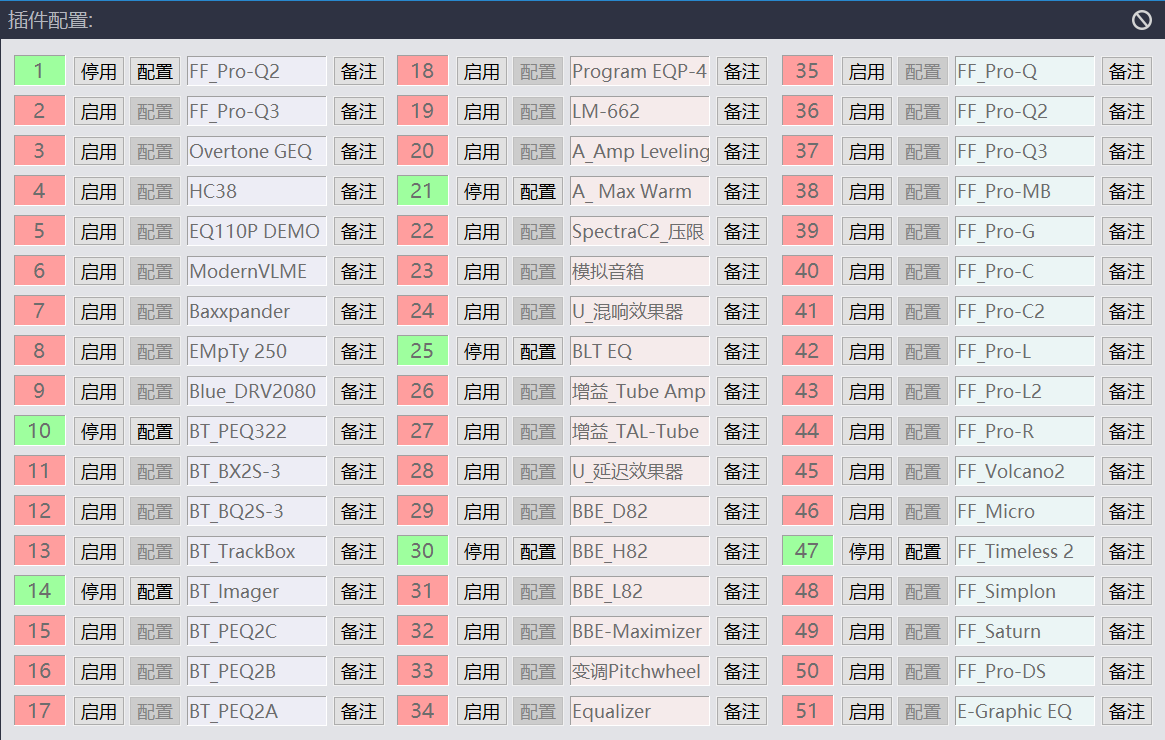 插件配置:
1 停用 配置 FF_Pro-Q2 备注 18 启用 配置 Program EQP-4 备注 35 启用 配置 FF_Pro-Q 备注
2 启用 配置 FF_Pro-Q3 备注 19 启用 配置 LM-662 备注 36 启用 配置 FF_Pro-Q2 备注
3 启用 配置 Overtone GEQ 备注 20 启用 配置 A_Amp Leveling 备注 37 启用 配置 FF_Pro-Q3 备注
4 启用 配置 HC38 备注 21 停用 配置 A_ Max Warm 备注 38 启用 配置 FF_Pro-MB 备注
5 启用 配置 EQ110P DEMO 备注 22 启用 配置 SpectraC2_压限 备注 39 启用 配置 FF_Pro-G 备注
6 启用 配置 ModernVLME 备注 23 启用 配置 模拟音箱 备注 40 启用 配置 FF_Pro-C 备注
7 启用 配置 Baxxpander 备注 24 启用 配置 U_混响效果器 备注 41 启用 配置 FF_Pro-C2 备注
8 启用 配置 EMpTy 250 备注 25 停用 配置 BLT EQ 备注 42 启用 配置 FF_Pro-L 备注
9 启用 配置 Blue_DRV2080 备注 26 启用 配置 增益_Tube Amp 备注 43 启用 配置 FF_Pro-L2 备注
10 停用 配置 BT_PEQ322 备注 27 启用 配置 增益_TAL-Tube 备注 44 启用 配置 FF_Pro-R 备注
11 启用 配置 BT_BX2S-3 备注 28 启用 配置 U_延迟效果器 备注 45 启用 配置 FF_Volcano2 备注
12 启用 配置 BT_BQ2S-3 备注 29 启用 配置 BBE_D82 备注 46 启用 配置 FF_Micro 备注
13 启用 配置 BT_TrackBox 备注 30 停用 配置 BBE_H82 备注 47 停用 配置 FF_Timeless 2 备注
14 停用 配置 BT_Imager 备注 31 启用 配置 BBE_L82 备注 48 启用 配置 FF_Simplon 备注
15 启用 配置 BT_PEQ2C 备注 32 启用 配置 BBE-Maximizer 备注 49 启用 配置 FF_Saturn 备注
16 启用 配置 BT_PEQ2B 备注 33 启用 配置 变调Pitchwheel 备注 50 启用 配置 FF_Pro-DS 备注
17 启用 配置 BT_PEQ2A 备注 34 启用 配置 Equalizer 备注 51 启用 配置 E-Graphic EQ 备注